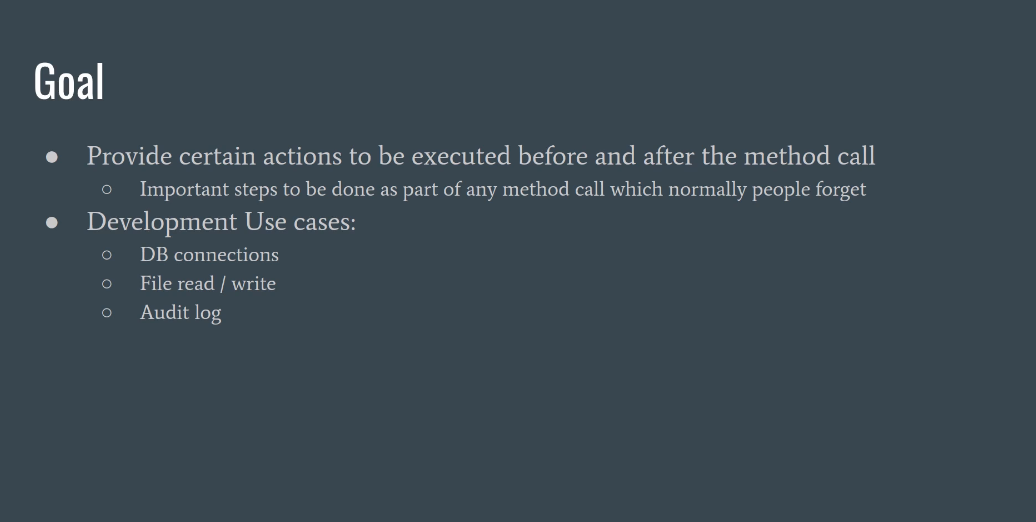 Goal
● Provide certain actions to be executed before and after the method call
○ Important steps to be done as part of any method call which normally people forget
● Development Use cases:
○ DB connections
○ File read / write
○ Audit log